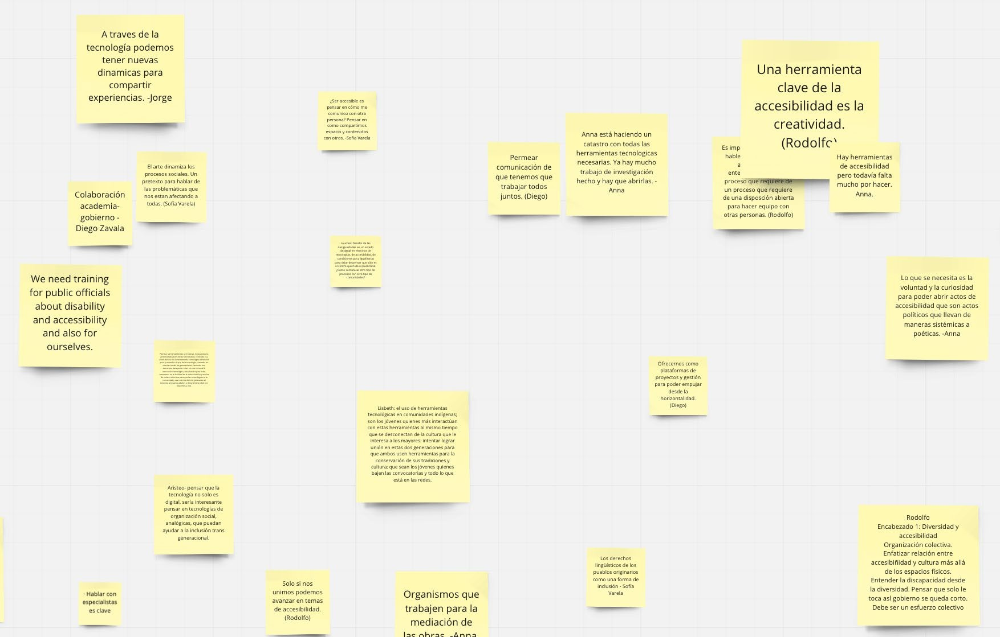 A traves de la
tecnología podemos
tener nuevas
dinamicas para
compartir
experiencias. -Jorge
¿Ser accesible es
pensar en cómo me
comunico con otra
persona? Pensar en
como compartimos
espacio y contenidos
con otros. -Sofia Varela
Una herramienta
clave de la
accesibilidad es la
creatividad.
(Rodolfo)
Anna está haciendo un
catastro con todas las
herramientas tecnologicas
necesarias. Ya hay mucho
trabajo de investigación
hecho y hay que abrirlas. -
Anna
Permear
comunicación de
que tenemos que
trabajar todos
juntos. (Diego)
Es
hable
proceso que requiere de
un proceso que requiere
de una disposción abierta
para hacer equipo con
otras personas. (Rodolfo)
Hay herramientas
de accesibilidad
pero todavía falta
mucho por hacer.
Anna.
El arte dinamiza los
procesos sociales. Un
pretexto para hablar de
las problemáticas que
nos estan afectando a
todas. (Sofía Varela)
Colaboración
academia-
gobierno -
Diego Zavala
Lourdes: Desafío de las
desigualdades en un estado
desigual en términos de
tecnologías, de accesiblidad, de
condiciones poco igualitarias
para dejar de pensar que sólo es
el centro quien da o quien lleva.
¿Cómo comunicar otro tipo de
procesos con otro tipo de
comunidades?
We need training
for public officials
about disability
and accessibility
and also for
ourselves.
Lo que se necesita es la
voluntad y la curiosidad
para poder abrir actos de
accesibilidad que son actos
políticos que llevan de
maneras sistémicas a
poéticas. -Anna
Ofrecernos como
plataformas de
proyectos y gestión
para poder empujar
desde la
horizontalidad.
(Diego)
Lisbeth: el uso de herramientas
tecnológicas en comunidades indígenas;
son los jóvenes quienes más interactúan
con estas herramientas al mismo tiempo
que se desconectan de la cultura que le
interesa a los mayores: intentar lograr
unión en estas dos generaciones para
que ambos usen herramientas para la
conservación de sus tradiciones y
cultura; que sean los jóvenes quienes
bajen las convocatorias y todo lo que
está en las redes.
Aristeo- pensar que la
tecnología no solo es
digital, sería interesante
pensar en tecnologías de
organización social,
analógicas, que puedan
ayudar a la inclusión trans
generacional.
Rodolfo
Encabezado 1: Diversidad y
accesibilidad
Organización colectiva.
Enfatizar relación entre
accesibiñidad y cultura más allá
de los espacios físicos.
Entender la discapacidad desde
la diversidad. Pensar que solo le
toca asl gobierno se queda corto.
Debe ser un esfuerzo colectivo
Los derechos
lingüísticos de los
pueblos originarios
como una forma de
inclusión - Sofía
Varela
· Hablar con
especialistas
es clave
Solo si nos
unimos podemos
avanzar en temas
de accesibilidad.
(Rodolfo)
Organismos que
trabajen para la
mediación de
las obras. -Anna